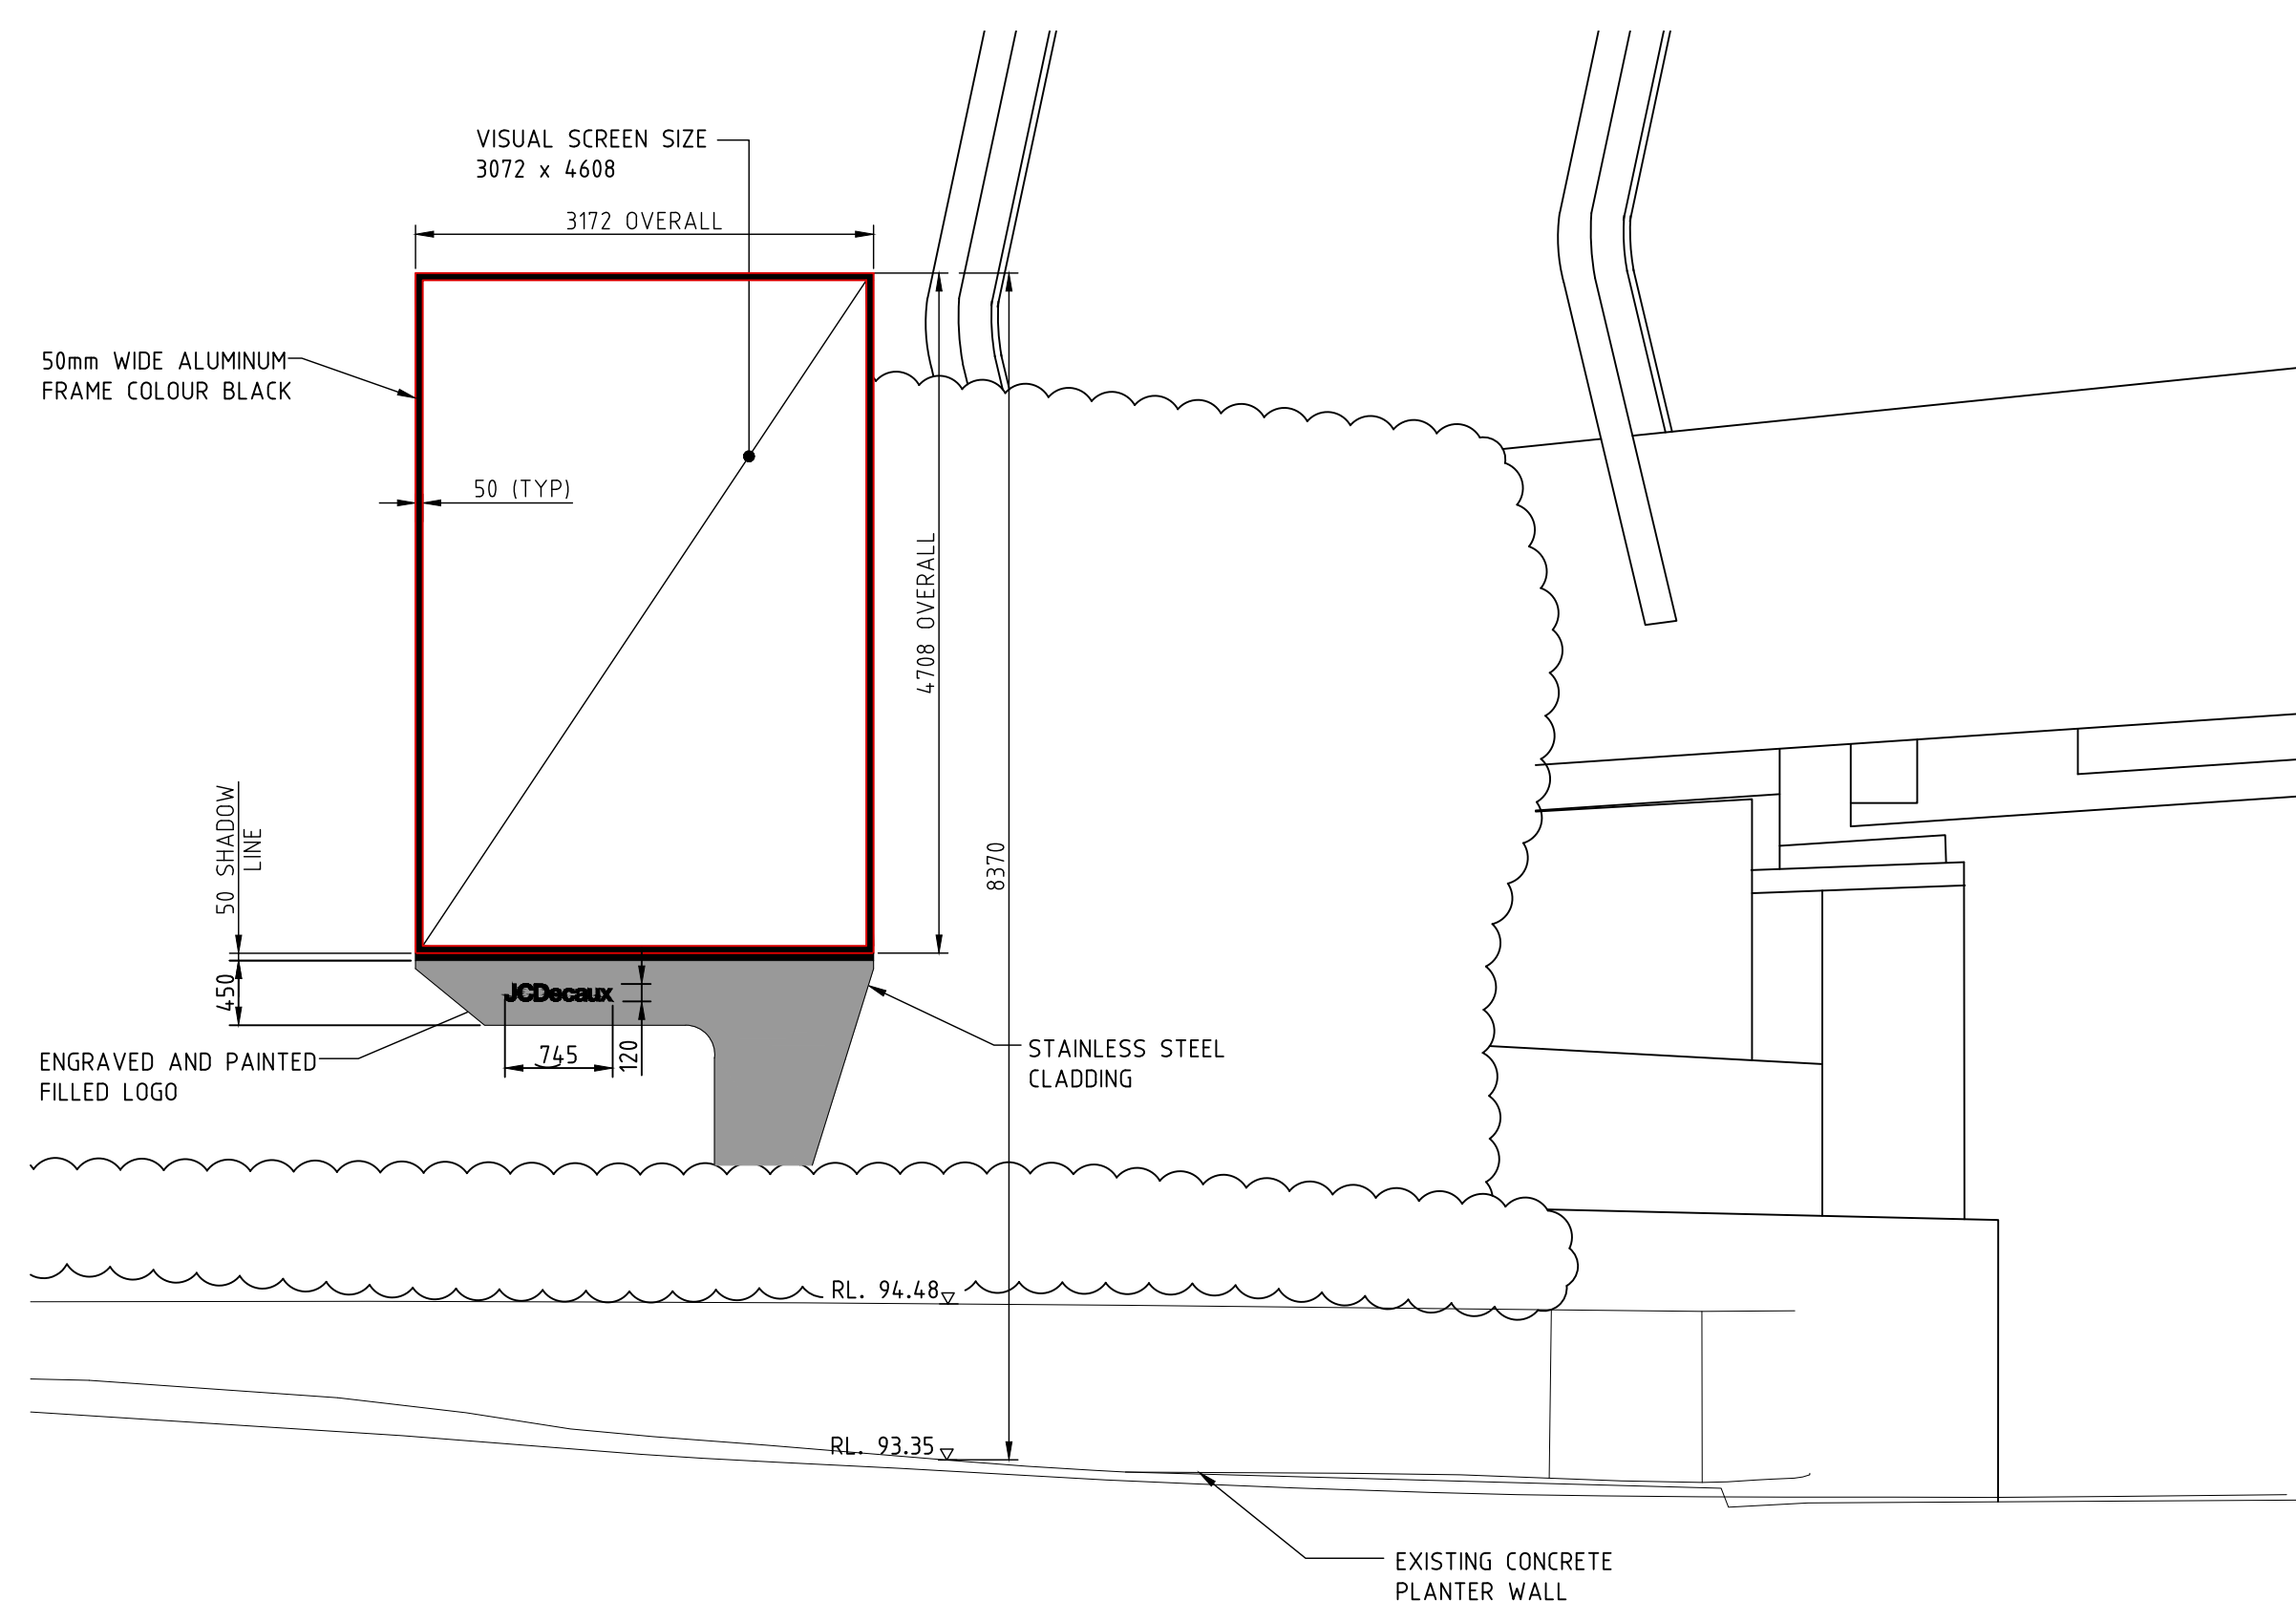 VISUAL SCREEN SIZE
3072 x 4608
3172 OVERALL
50mm WIDE ALUMINUM
FRAME COLOUR BLACK
50 (TYP)
4708 OVERALL
8370
50 SHADOW
LINE
450
JCDecaux
745
120
ENGRAVED AND PAINTED
FILLED LOGO
STAINLESS STEEL
CLADDING
RL. 94.48
RL. 93.35
EXISTING CONCRETE
PLANTER WALL